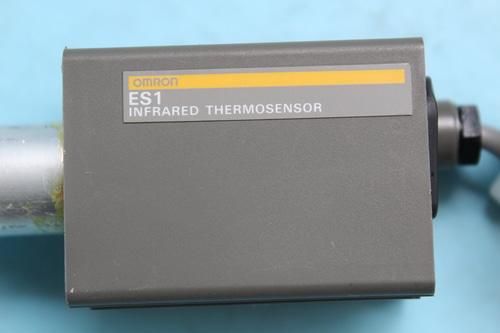 OMRON
ES1
INFRARED THERMOSENSOR